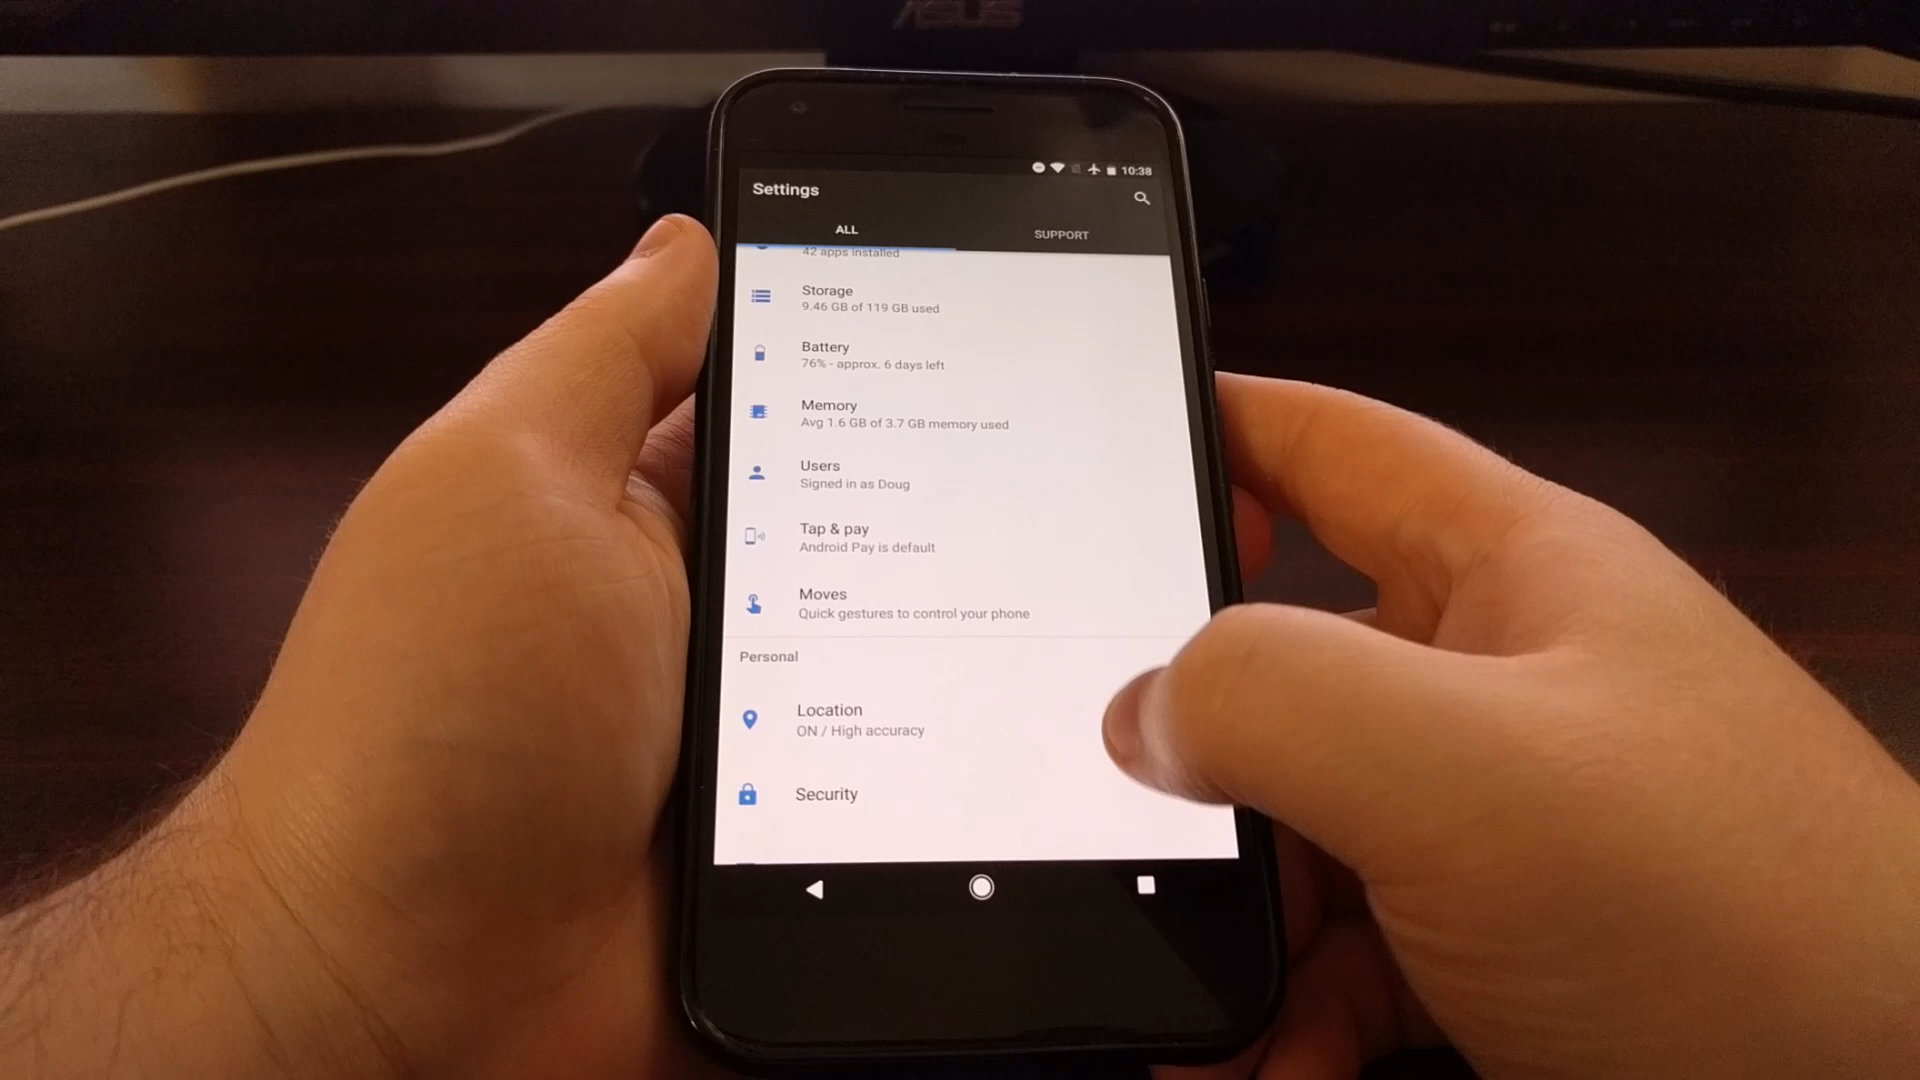 ASUS
10:38
Settings
ALL
SUPPORT
42 apps installed
Storage
9.46 GB of 119 GB used
Battery
76% - approx. 6 days left
Memory
Avg 1.6 GB of 3.7 GB memory used
Users
Signed in as Doug
Tap & pay
Android Pay is default
Moves
Quick gestures to control your phone
Personal
Location
ON / High accuracy
Security